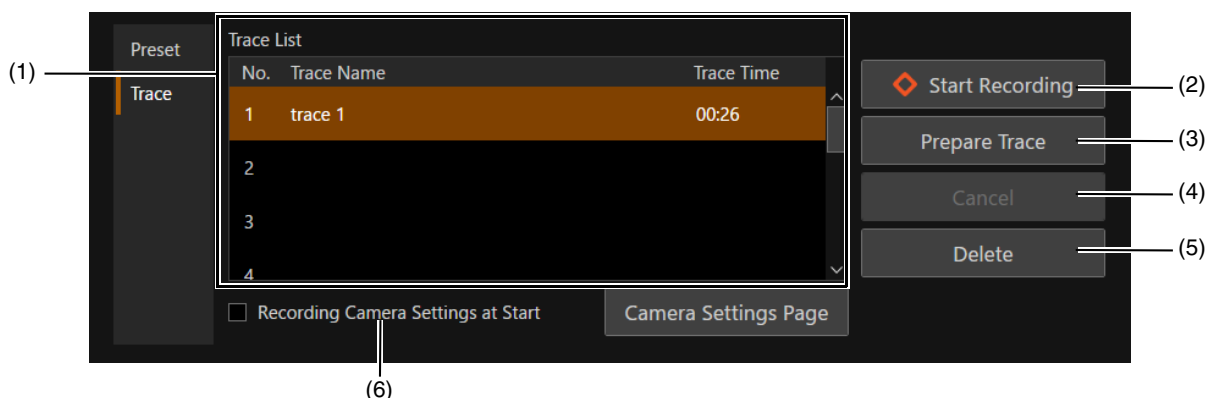 Preset
Trace
Trace List
No. Trace Name Trace Time
1 trace 1 00:26
2
3
4
Recording Camera Settings at Start
Camera Settings Page
Start Recording
Prepare Trace
Cancel
Delete
(1)
(2)
(3)
(4)
(5)
(6)